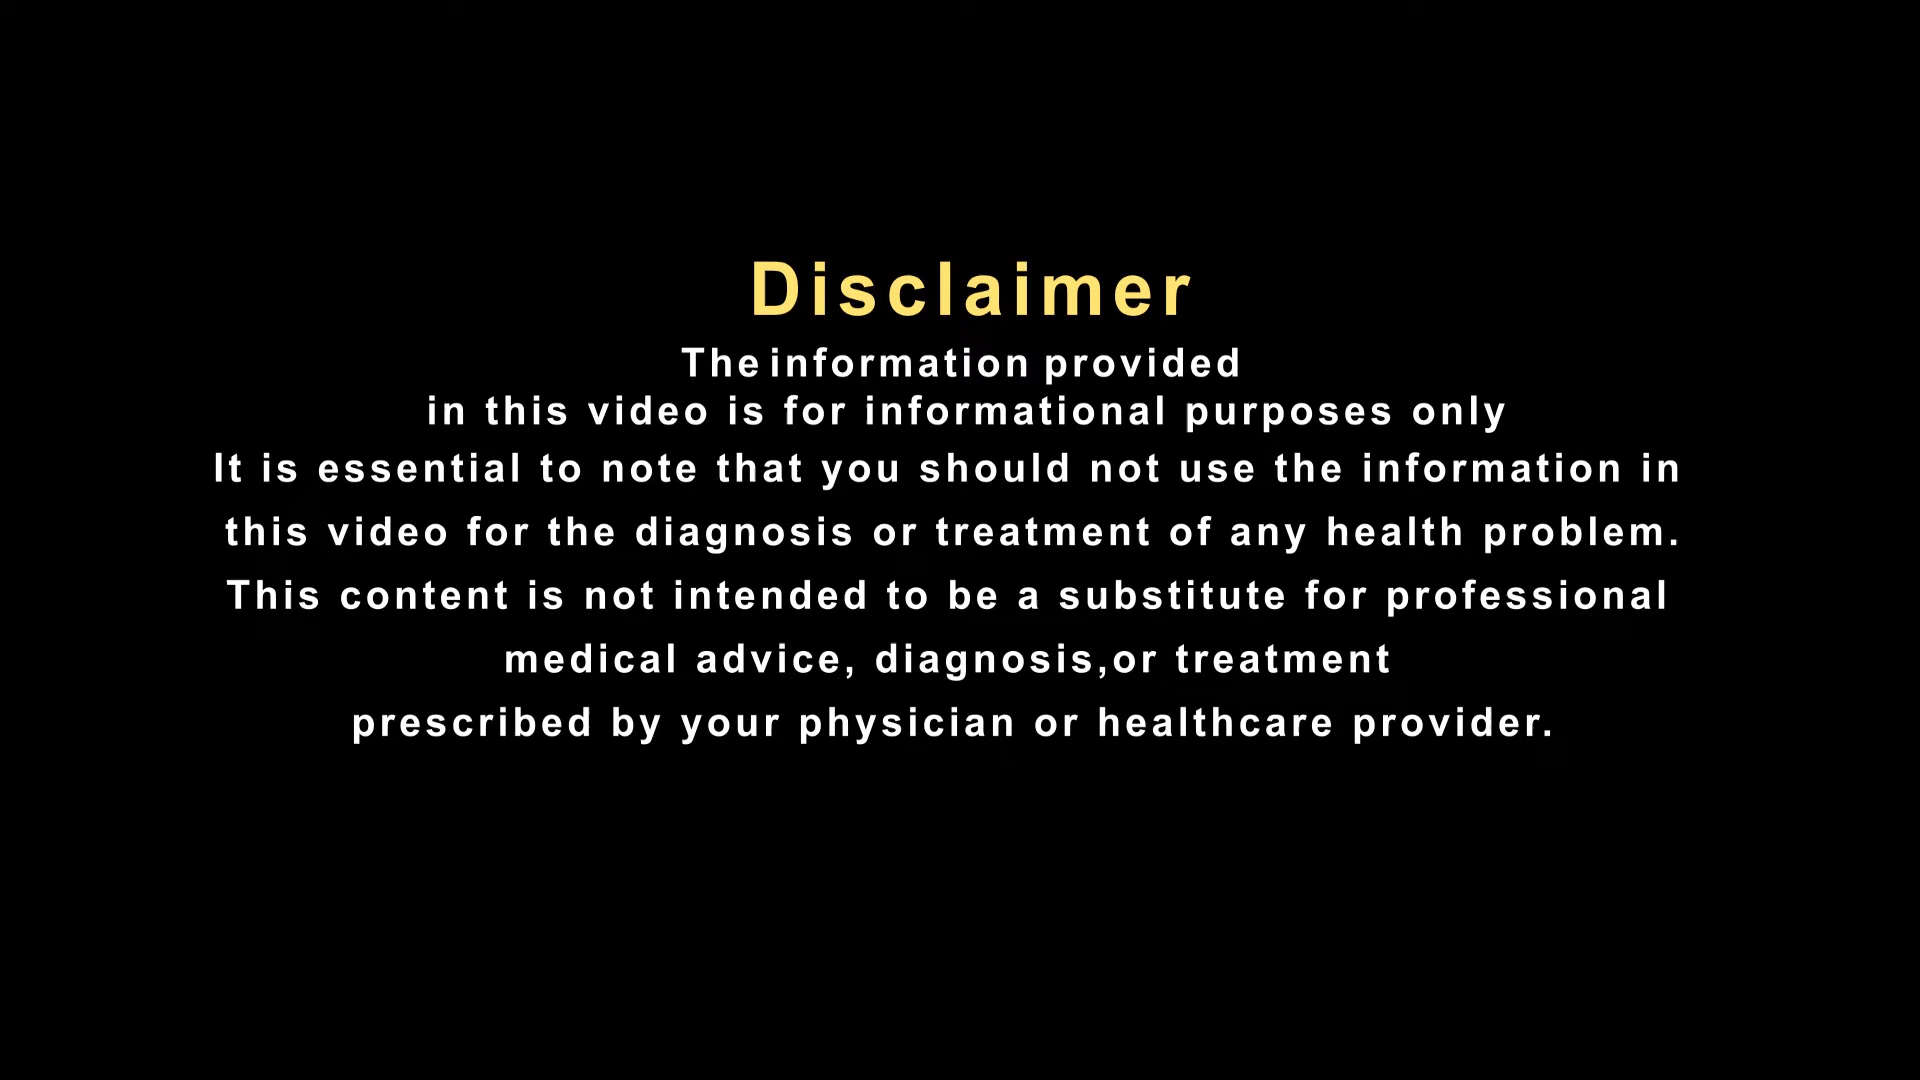 Disclaimer
The information provided
in this video is for informational purposes only
It is essential to note that you should not use the information in
this video for the diagnosis or treatment of any health problem.
This content is not intended to be a substitute for professional
medical advice, diagnosis,or treatment
prescribed by your physician or healthcare provider.